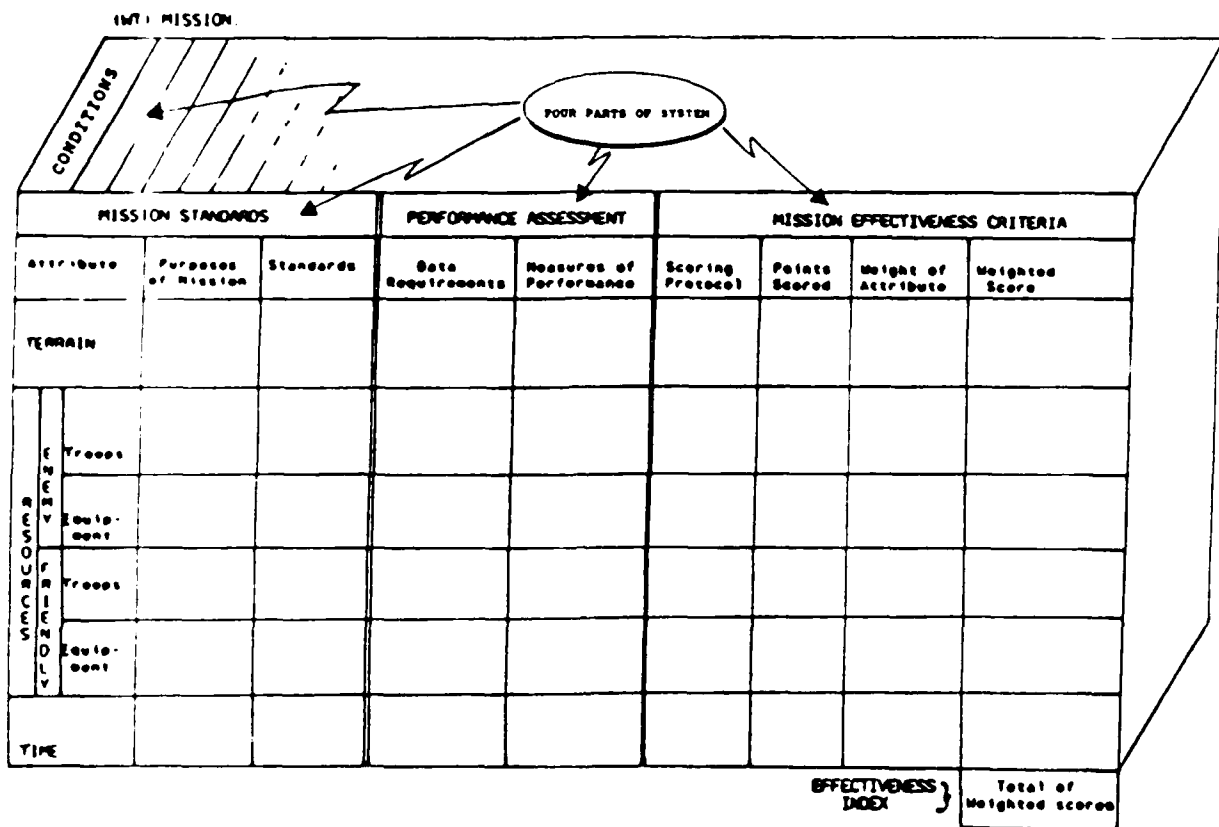 (WT) MISSION
CONDITIONS
FOUR PARTS OF SYSTEM
MISSION STANDARDS
PERFORMANCE ASSESSMENT
MISSION EFFECTIVENESS CRITERIA
Attribute
Purposes
of Mission
Standards
Data
Requirements
Measures of
Performance
Scoring
Protocol
Points
Scored
Weight of
Attribute
Weighted
Score
TERRAIN
RESOURCES
ENEMY
Troops
Equip-
ment
FRIENDLY
Troops
Equip-
ment
TIME
EFFECTIVENESS
INDEX
Total of
Weighted scores